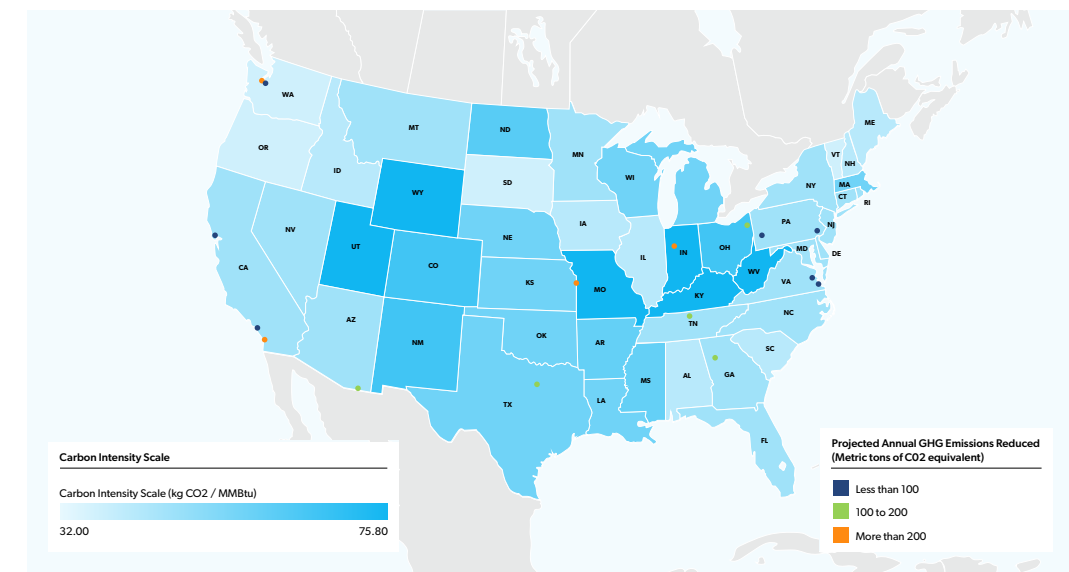 WA
ME
MT
ND
VT
OR
MN
NH
ID
WI
SD
MA
NY
WY
CT
RI
IA
PA
NJ
NV
NE
UT
OH
MD
IN
DE
IL
CO
WV
CA
VA
KS
MO
KY
NC
AZ
TN
OK
NM
AR
SC
MS
AL
GA
LA
TX
FL
Carbon Intensity Scale
Carbon Intensity Scale (kg CO2 / MMBtu)
32.00
75.80
Projected Annual GHG Emissions Reduced
(Metric tons of C02 equivalent)
Less than 100
100 to 200
More than 200